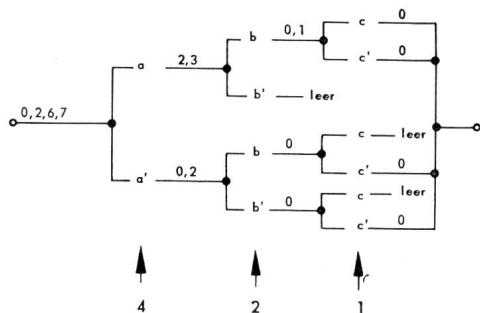 c 0
b 0,1
a 2,3 c' 0
b' leer
0,2,6,7
b 0 c leer
a' 0,2 c' 0
b' 0 c leer
c' 0
4 2 1